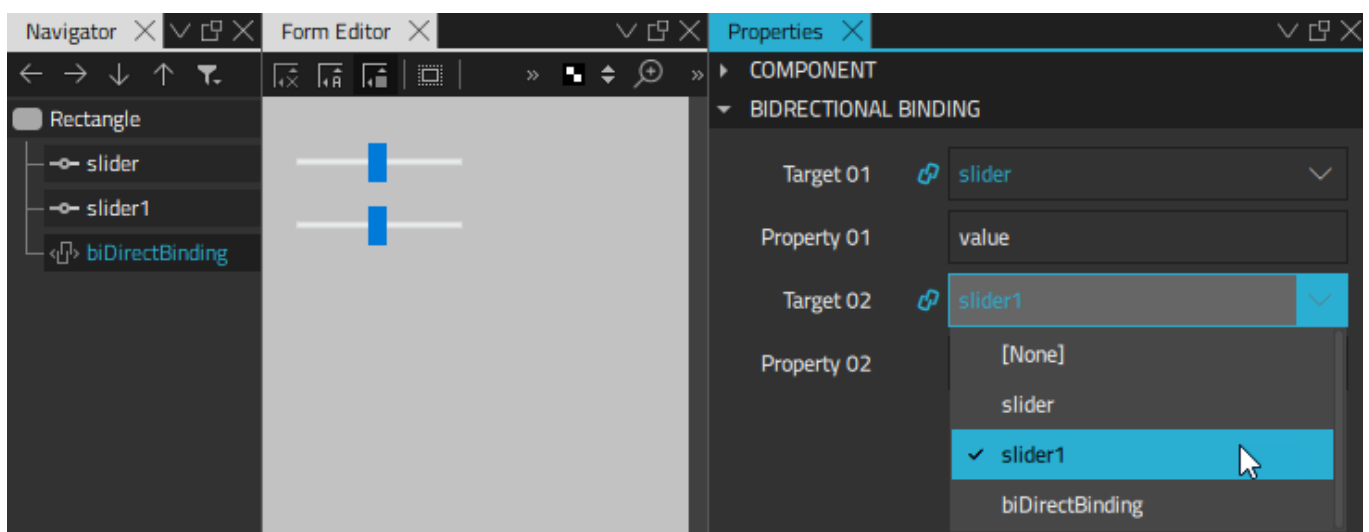 Navigator
Form Editor
Properties
Rectangle
slider
slider1
biDirectBinding
COMPONENT
BIDRECTIONAL BINDING
Target 01 slider
Property 01 value
Target 02 slider1
Property 02
[None]
slider
slider1
biDirectBinding